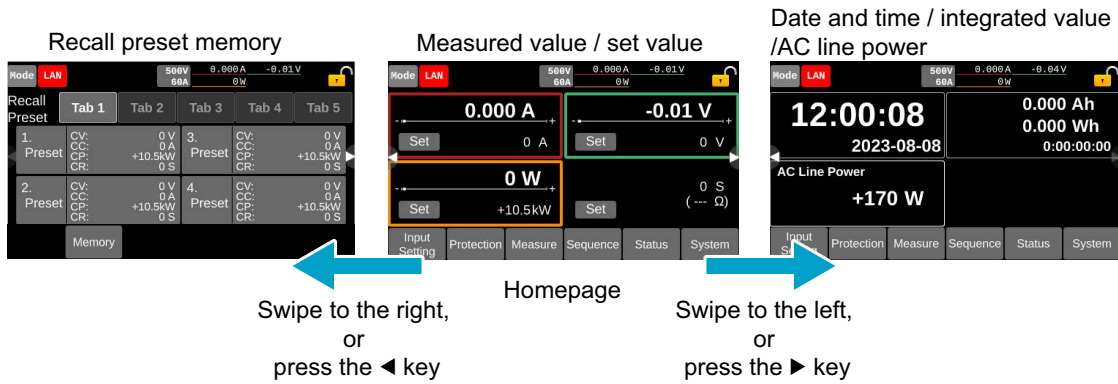 Recall preset memory
Mode LAN 500V 0.000A -0.01V
60A 0W
Recall
Preset Tab 1 Tab 2 Tab 3 Tab 4 Tab 5
1.
Preset
CV: 0 V
CC: 0 A
CP: +10.5kW
CR: 0 S
3.
Preset
CV: 0 V
CC: 0 A
CP: +10.5kW
CR: 0 S
2.
Preset
CV: 0 V
CC: 0 A
CP: +10.5kW
CR: 0 S
4.
Preset
CV: 0 V
CC: 0 A
CP: +10.5kW
CR: 0 S
Memory
Measured value / set value
Mode LAN 500V 0.000A -0.01V
60A 0W
0.000 A
- +
Set 0 A
-0.01 V
- +
Set 0 V
0 W
- +
Set +10.5kW
0 S
Set ( --- Ω)
Input
Setting Protection Measure Sequence Status System
Date and time / integrated value
/AC line power
Mode LAN 500V 0.000A -0.04V
60A 0W
12:00:08
2023-08-08
0.000 Ah
0.000 Wh
0:00:00:00
AC Line Power
+170 W
Input
Protection Measure Sequence Status System
Homepage
Swipe to the right,
or
press the ◀ key
Swipe to the left,
or
press the ▶ key